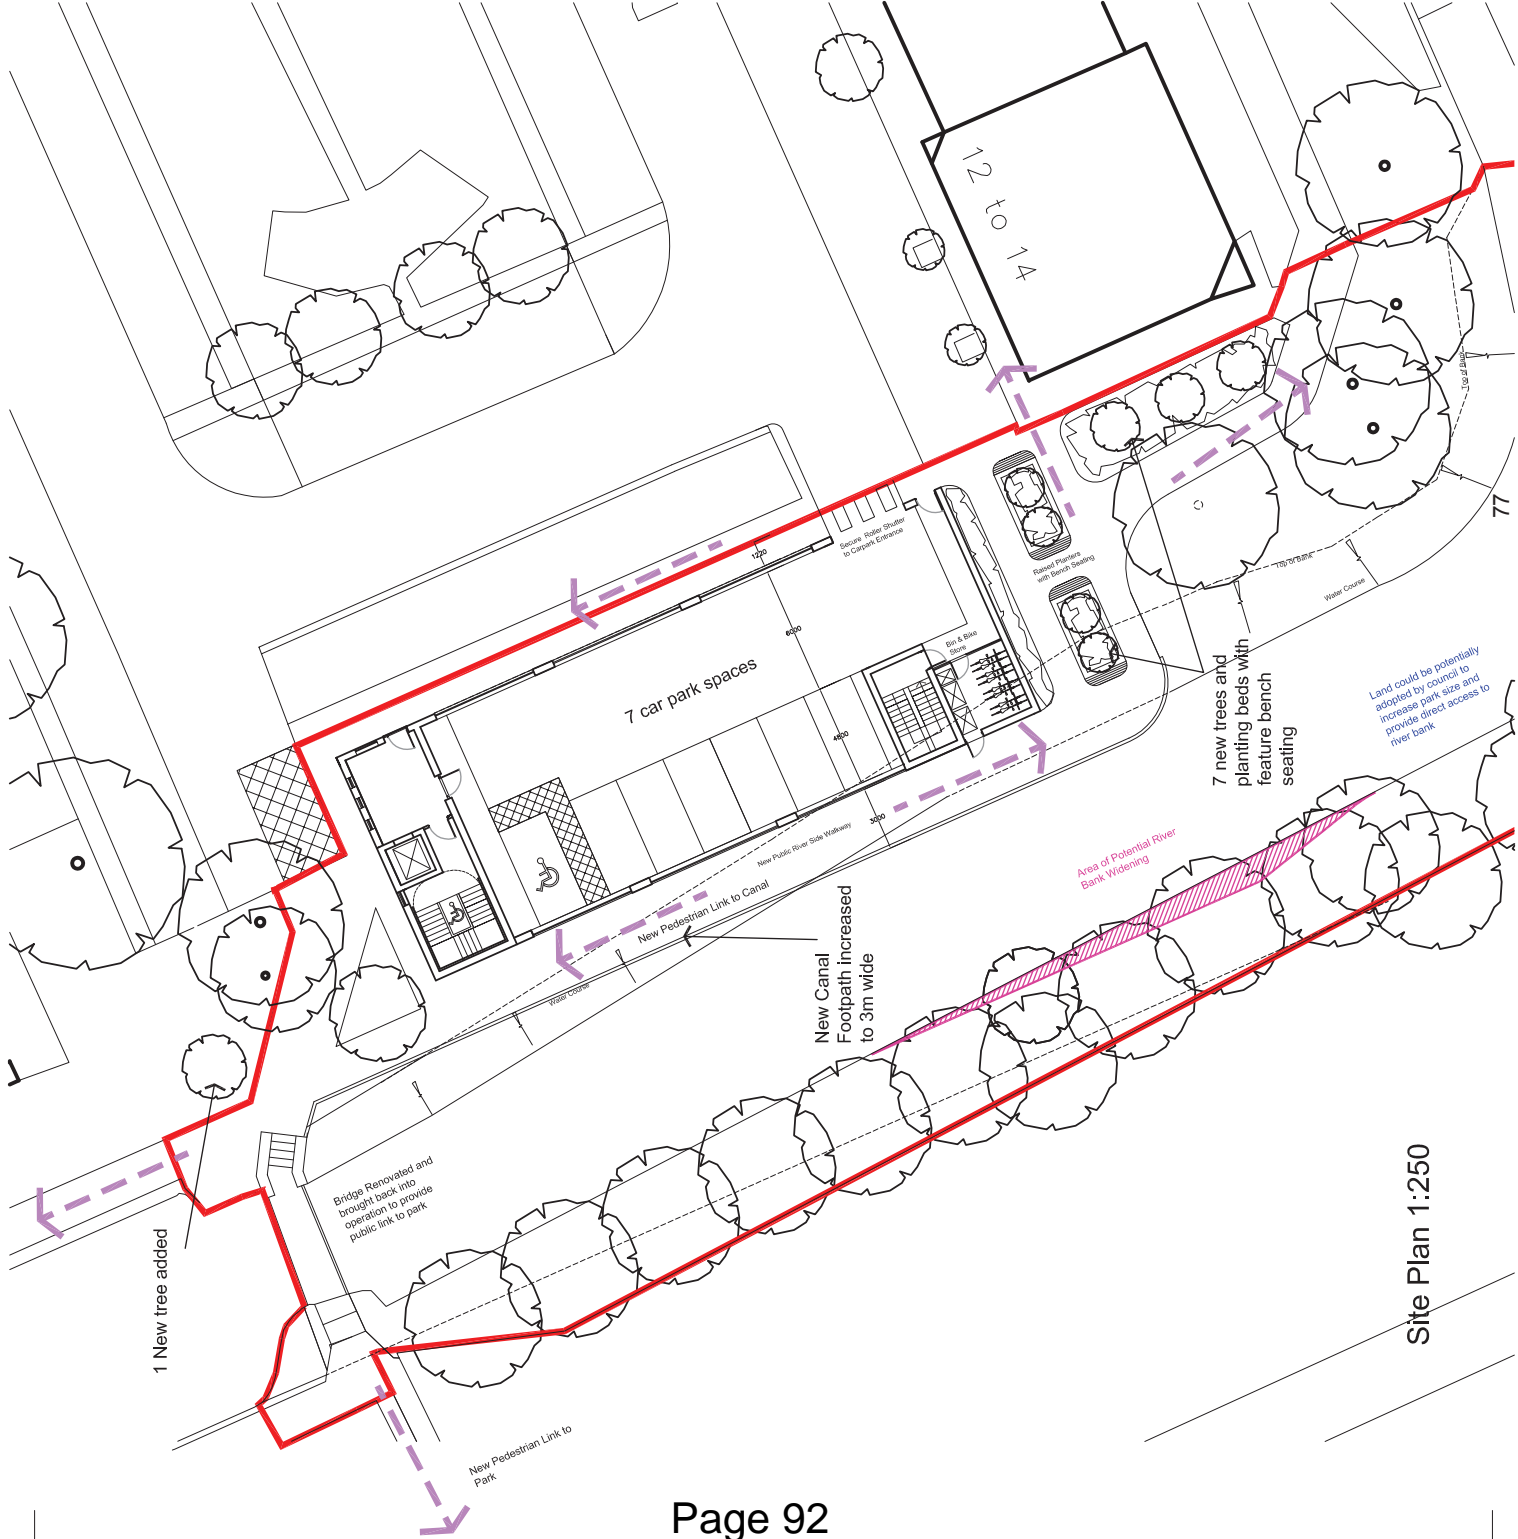 12 to 14
Top of Bank
77
Secure Roller Shutter
to Carpark Entrance
1220
Raised Planters
with Bench Seating
Top of Bank
Water Course
6000
Bin & Bike
Store
7 car park spaces
4800
7 new trees and
planting beds with
feature bench
seating
Land could be potentially
adopted by council to
increase park size and
provide direct access to
river bank
3000
New Public River Side Walkway
Area of Potential River
Bank Widening
New Pedestrian Link to Canal
New Canal
Footpath increased
to 3m wide
Water Course
Bridge Renovated and
brought back into
operation to provide
public link to park
1 New tree added
Site Plan 1:250
New Pedestrian Link to
Park
Page 92